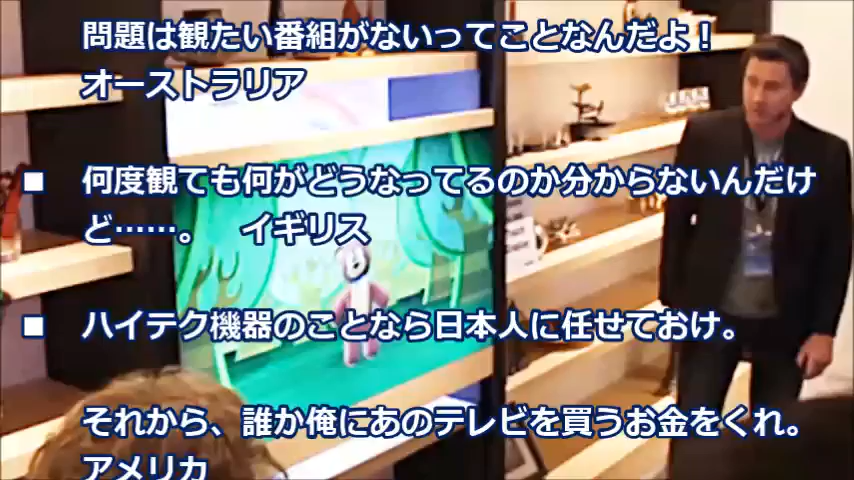 問題は観たい番組がないってことなんだよ!
オーストラリア
■ 何度観ても何がどうなってるのか分からないんだけ
ど……。 イギリス
■ ハイテク機器のことなら日本人に任せておけ。
それから、誰か俺にあのテレビを買うお金をくれ。
アメリカ